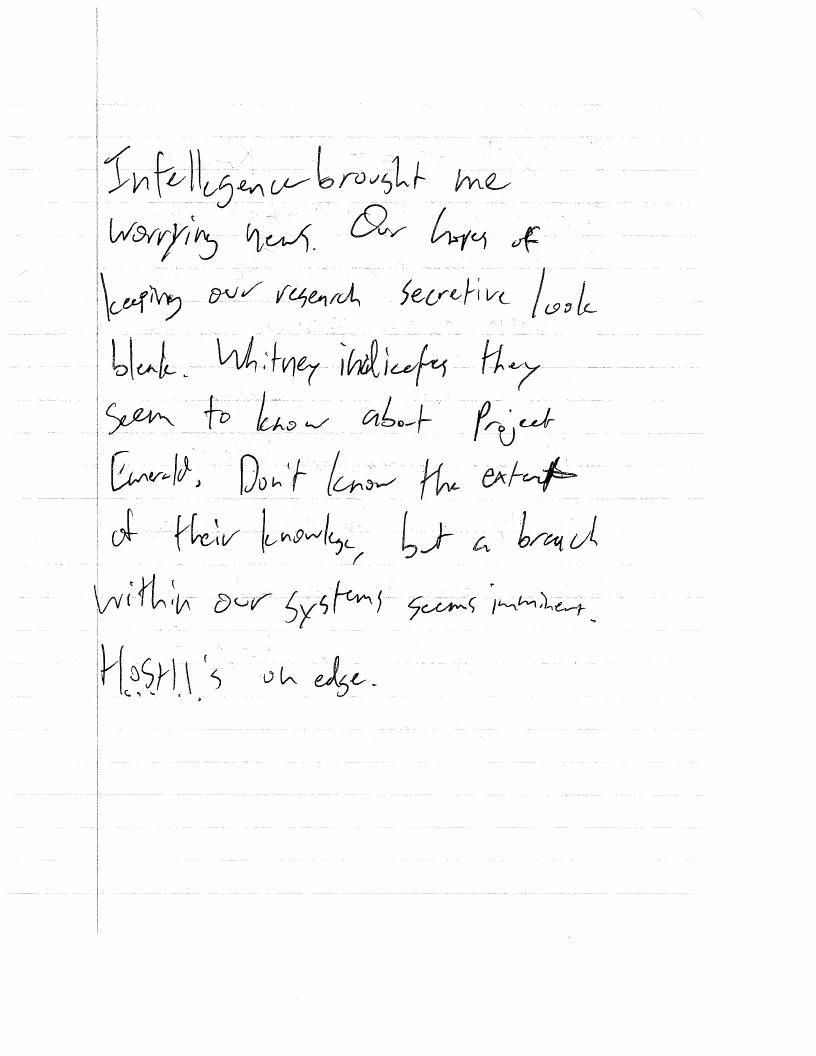 Intellegence brought me
worrying news. Our hopes of
keeping our research secretive look
bleak. Whitney indicates they
seem to know about Project
Emerald. Don't know the extent
of their knowlege, but a breach
within our systems seems imminent.
on edge.